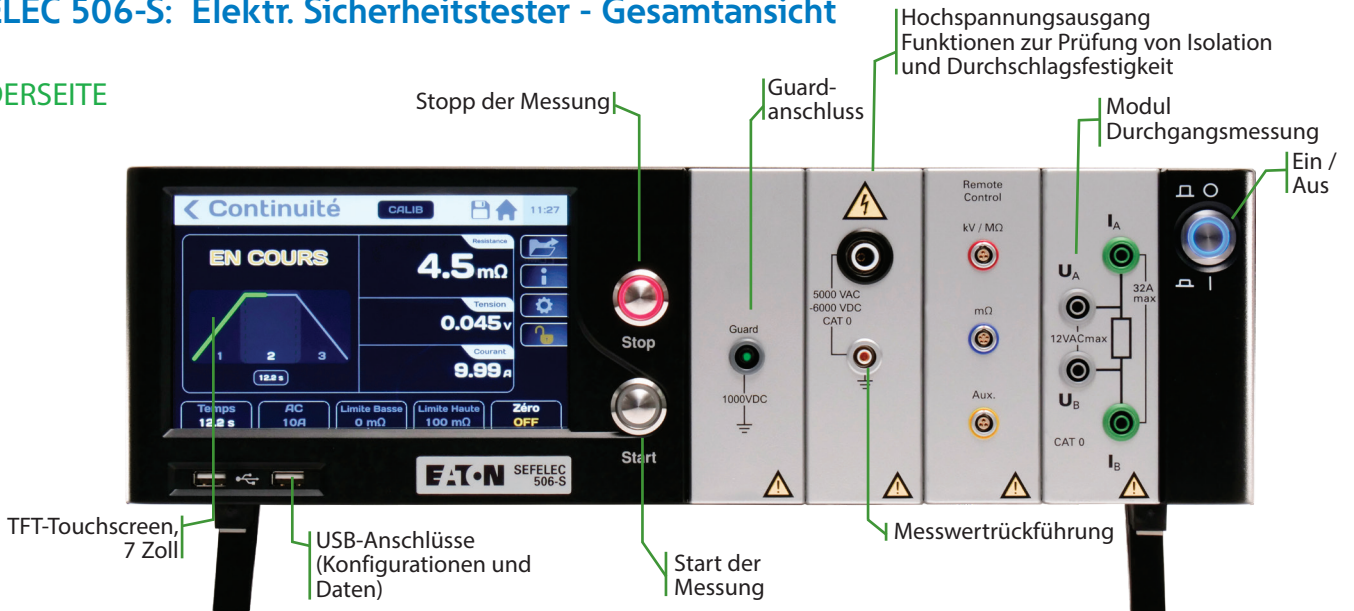 ELEC 506-S: Elektr. Sicherheitstester - Gesamtansicht
DERSEITE
Stopp der Messung
Guard-
anschluss
Hochspannungsausgang
Funktionen zur Prüfung von Isolation
und Durchschlagsfestigkeit
Modul
Durchgangsmessung
Ein /
Aus
Continuité
CALIB
11:27
EN COURS
1
2
3
12.2 s
Resistance
4.5 mΩ
Tension
0.045 v
Courant
9.99 A
Temps
12.2 s
AC
10A
Limite Basse
0 mΩ
Limite Haute
100 mΩ
Zéro
OFF
Stop
Start
EATON
SEFELEC
506-S
Guard
1000VDC
5000 VAC
-6000 VDC
CAT 0
Remote
Control
kV / MΩ
mΩ
Aux.
IA
UA
32A
max
12VACmax
UB
CAT 0
IB
TFT-Touchscreen,
7 Zoll
USB-Anschlüsse
(Konfigurationen und
Daten)
Start der
Messung
Messwertrückführung